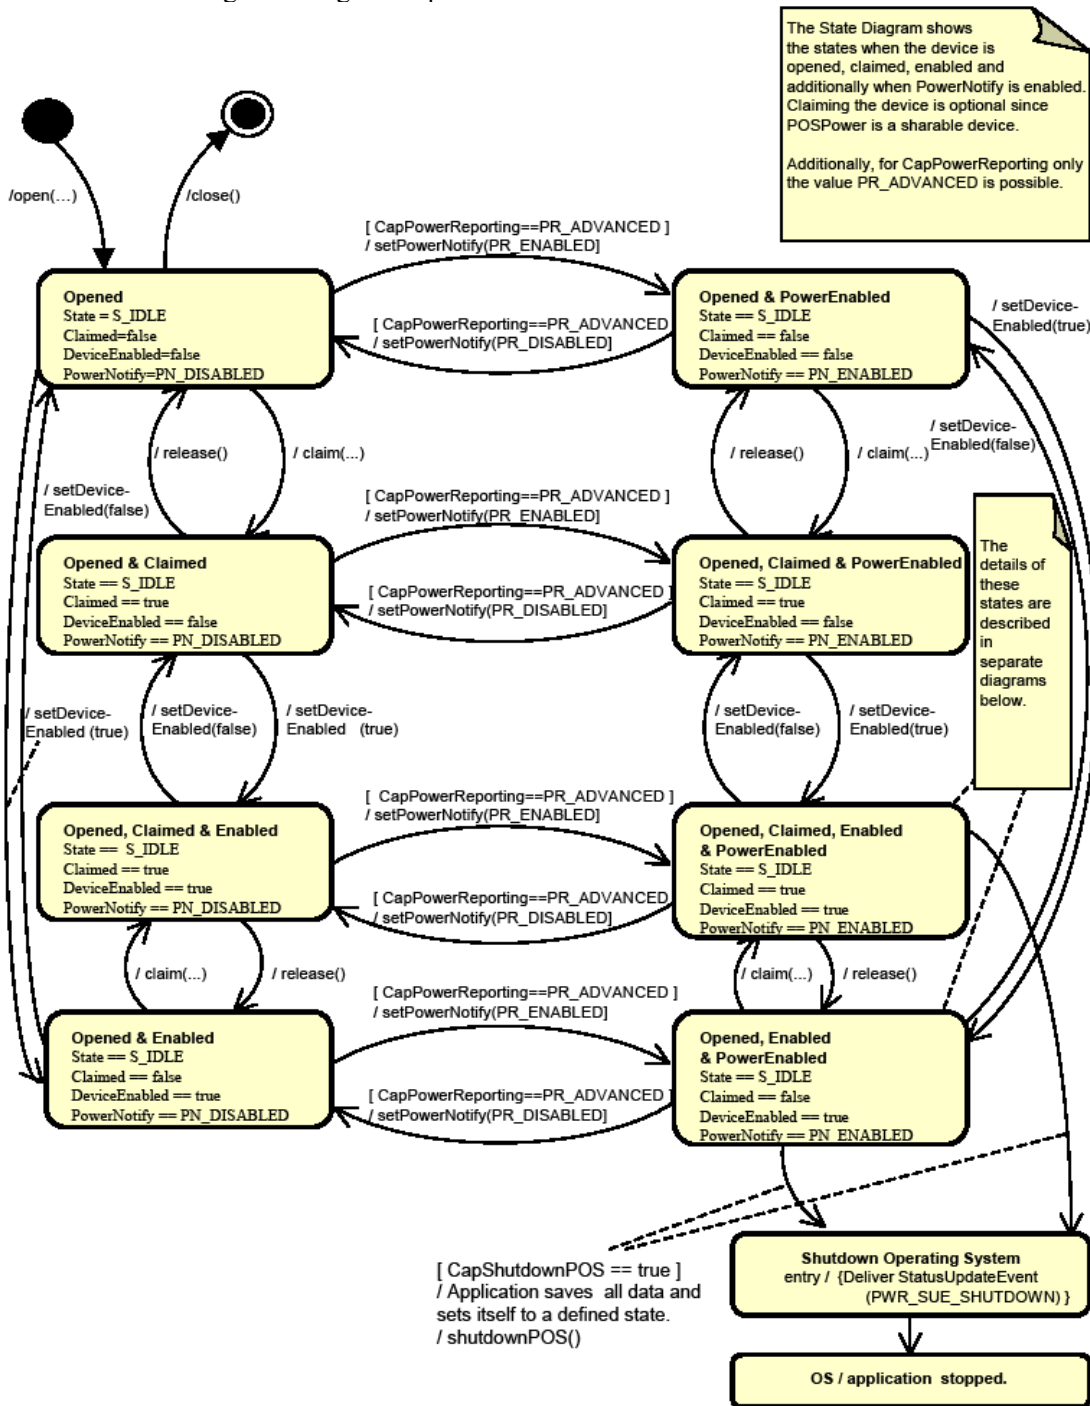 The State Diagram shows
the states when the device is
opened, claimed, enabled and
additionally when PowerNotify is enabled.
Claiming the device is optional since
POSPower is a sharable device.
Additionally, for CapPowerReporting only
the value PR_ADVANCED is possible.
/open(...)
/close()
[ CapPowerReporting==PR_ADVANCED ]
/ setPowerNotify(PR_ENABLED]
Opened
State = S_IDLE
Claimed=false
DeviceEnabled=false
PowerNotify=PN_DISABLED
[ CapPowerReporting==PR_ADVANCED
/ setPowerNotify(PR_DISABLED]
Opened & PowerEnabled
State == S_IDLE
Claimed == false
DeviceEnabled == false
PowerNotify == PN_ENABLED
/ setDevice-
Enabled(true)
/ release()
/ claim(...)
/ release()
/ claim(...)
/ setDevice-
Enabled(false)
/ setDevice-
Enabled(false)
[ CapPowerReporting==PR_ADVANCED ]
/ setPowerNotify(PR_ENABLED]
Opened & Claimed
State == S_IDLE
Claimed == true
DeviceEnabled == false
PowerNotify == PN_DISABLED
[ CapPowerReporting==PR_ADVANCED ]
/ setPowerNotify(PR_DISABLED]
Opened, Claimed & PowerEnabled
State == S_IDLE
Claimed == true
DeviceEnabled == false
PowerNotify == PN_ENABLED
The
details of
these
states are
described
in
separate
diagrams
below.
/ setDevice-
Enabled (true)
/ setDevice-
Enabled(false)
/ setDevice-
Enabled (true)
/ setDevice-
Enabled(false)
/ setDevice-
Enabled(true)
[ CapPowerReporting==PR_ADVANCED ]
/ setPowerNotify(PR_ENABLED]
Opened, Claimed & Enabled
State == S_IDLE
Claimed == true
DeviceEnabled == true
PowerNotify == PN_DISABLED
[ CapPowerReporting==PR_ADVANCED
/ setPowerNotify(PR_DISABLED]
Opened, Claimed, Enabled
& PowerEnabled
State == S_IDLE
Claimed == true
DeviceEnabled == true
PowerNotify == PN_ENABLED
/ claim(...)
/ release()
/ claim(...)
/ release()
[ CapPowerReporting==PR_ADVANCED ]
/ setPowerNotify(PR_ENABLED]
Opened & Enabled
State == S_IDLE
Claimed == false
DeviceEnabled == true
PowerNotify == PN_DISABLED
[ CapPowerReporting==PR_ADVANCED ]
/ setPowerNotify(PR_DISABLED]
Opened, Enabled
& PowerEnabled
State == S_IDLE
Claimed == false
DeviceEnabled == true
PowerNotify == PN_ENABLED
[ CapShutdownPOS == true ]
/ Application saves all data and
sets itself to a defined state.
/ shutdownPOS()
Shutdown Operating System
entry / {Deliver StatusUpdateEvent
(PWR_SUE_SHUTDOWN) }
OS / application stopped.